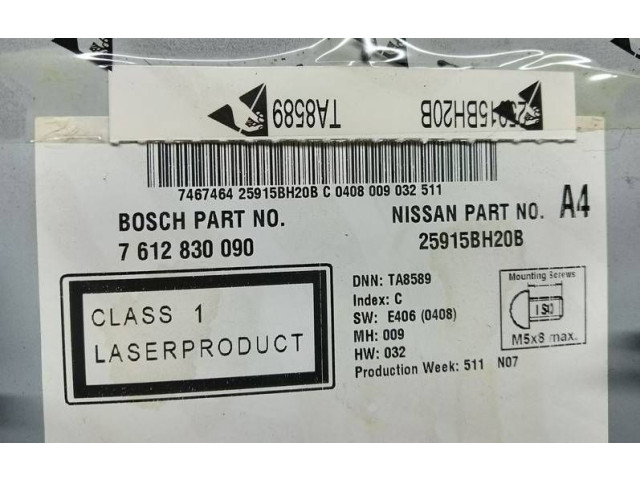 TA8589 25915BH20B
7467464 25915BH20B C 0408 009 032 511
BOSCH PART NO.
7 612 830 090
NISSAN PART NO. A4
25915BH20B
CLASS 1
LASERPRODUCT
DNN: TA8589
Index: C
SW: E406 (0408)
MH: 009
HW: 032
Production Week: 511 N07
Mounting Screws
ISO
M5x8 max.